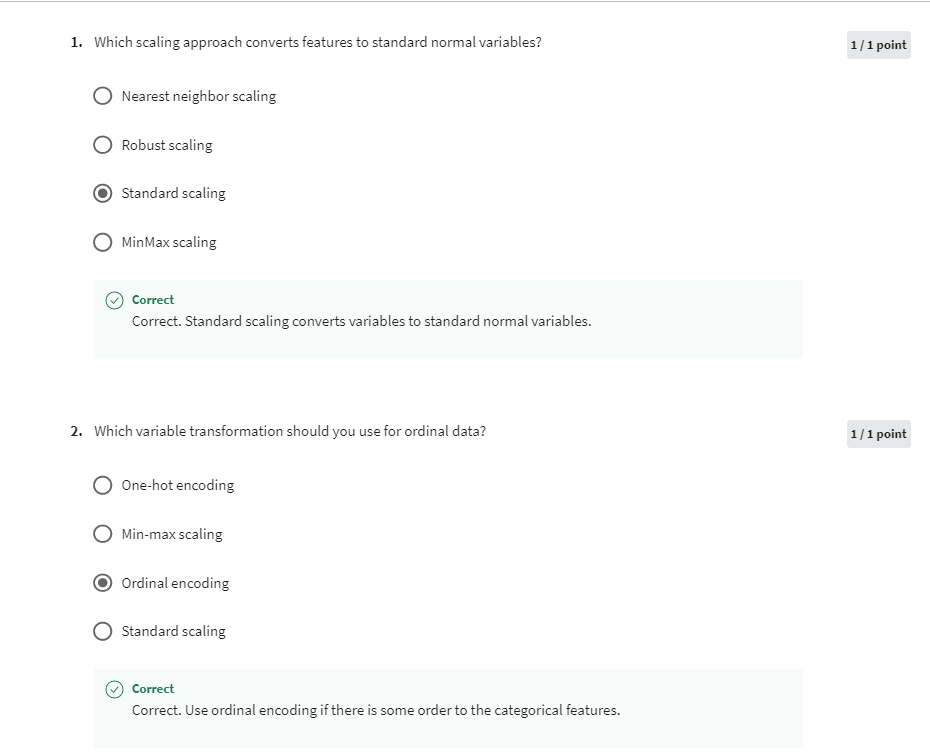 1. Which scaling approach converts features to standard normal variables?
1 / 1 point
Nearest neighbor scaling
Robust scaling
Standard scaling
MinMax scaling
Correct
Correct. Standard scaling converts variables to standard normal variables.
2. Which variable transformation should you use for ordinal data?
1 / 1 point
One-hot encoding
Min-max scaling
Ordinal encoding
Standard scaling
Correct
Correct. Use ordinal encoding if there is some order to the categorical features.